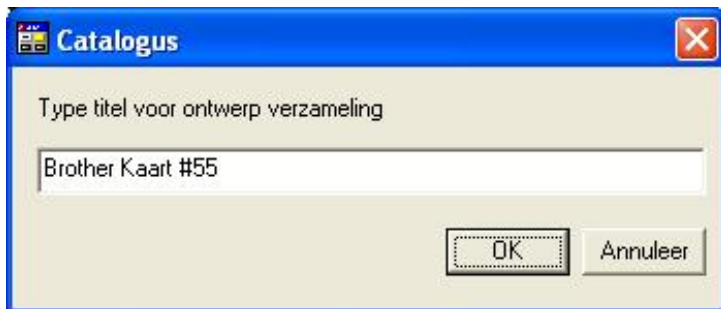 Catalogus
Type titel voor ontwerp verzameling
Brother Kaart #55
OK Annuleer